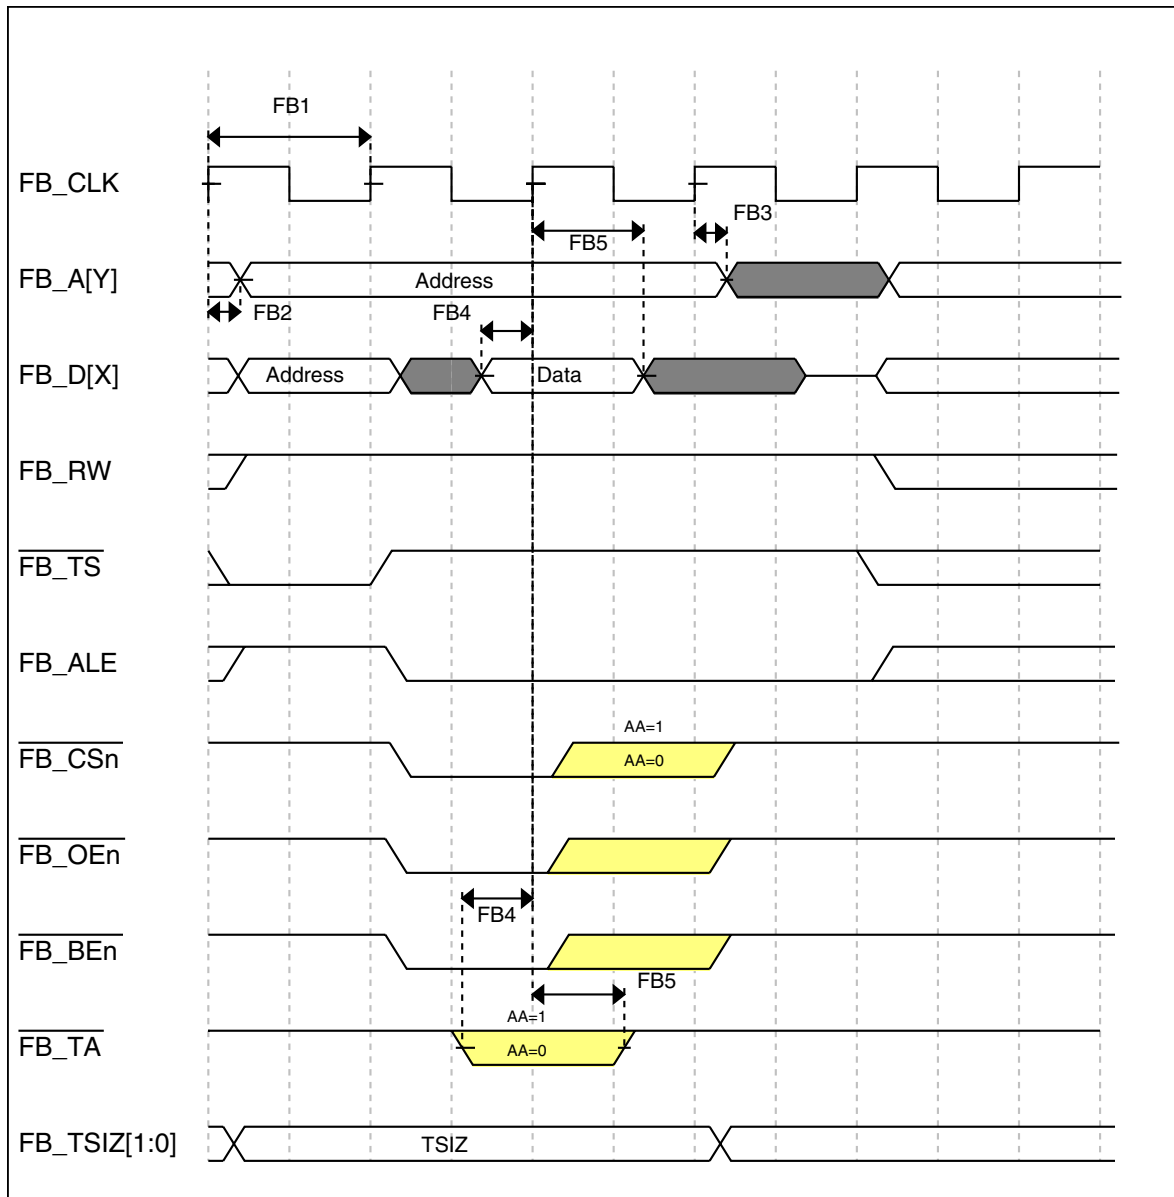 FB1
FB_CLK
FB3
FB5
FB_A[Y]
Address
FB2
FB4
FB_D[X]
Address
Data
FB_RW
FB_TS
FB_ALE
AA=1
FB_CSn
AA=0
FB_OEn
FB4
FB_BEn
FB5
AA=1
FB_TA
AA=0
FB_TSIZ[1:0]
TSIZ